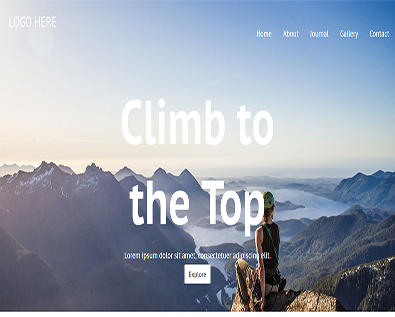 LOGO HERE
Home About Journal Gallery Contact
Climb to
the Top
Lorem ipsum dolor sit amet, consectetuer adipiscing elit.
Explore